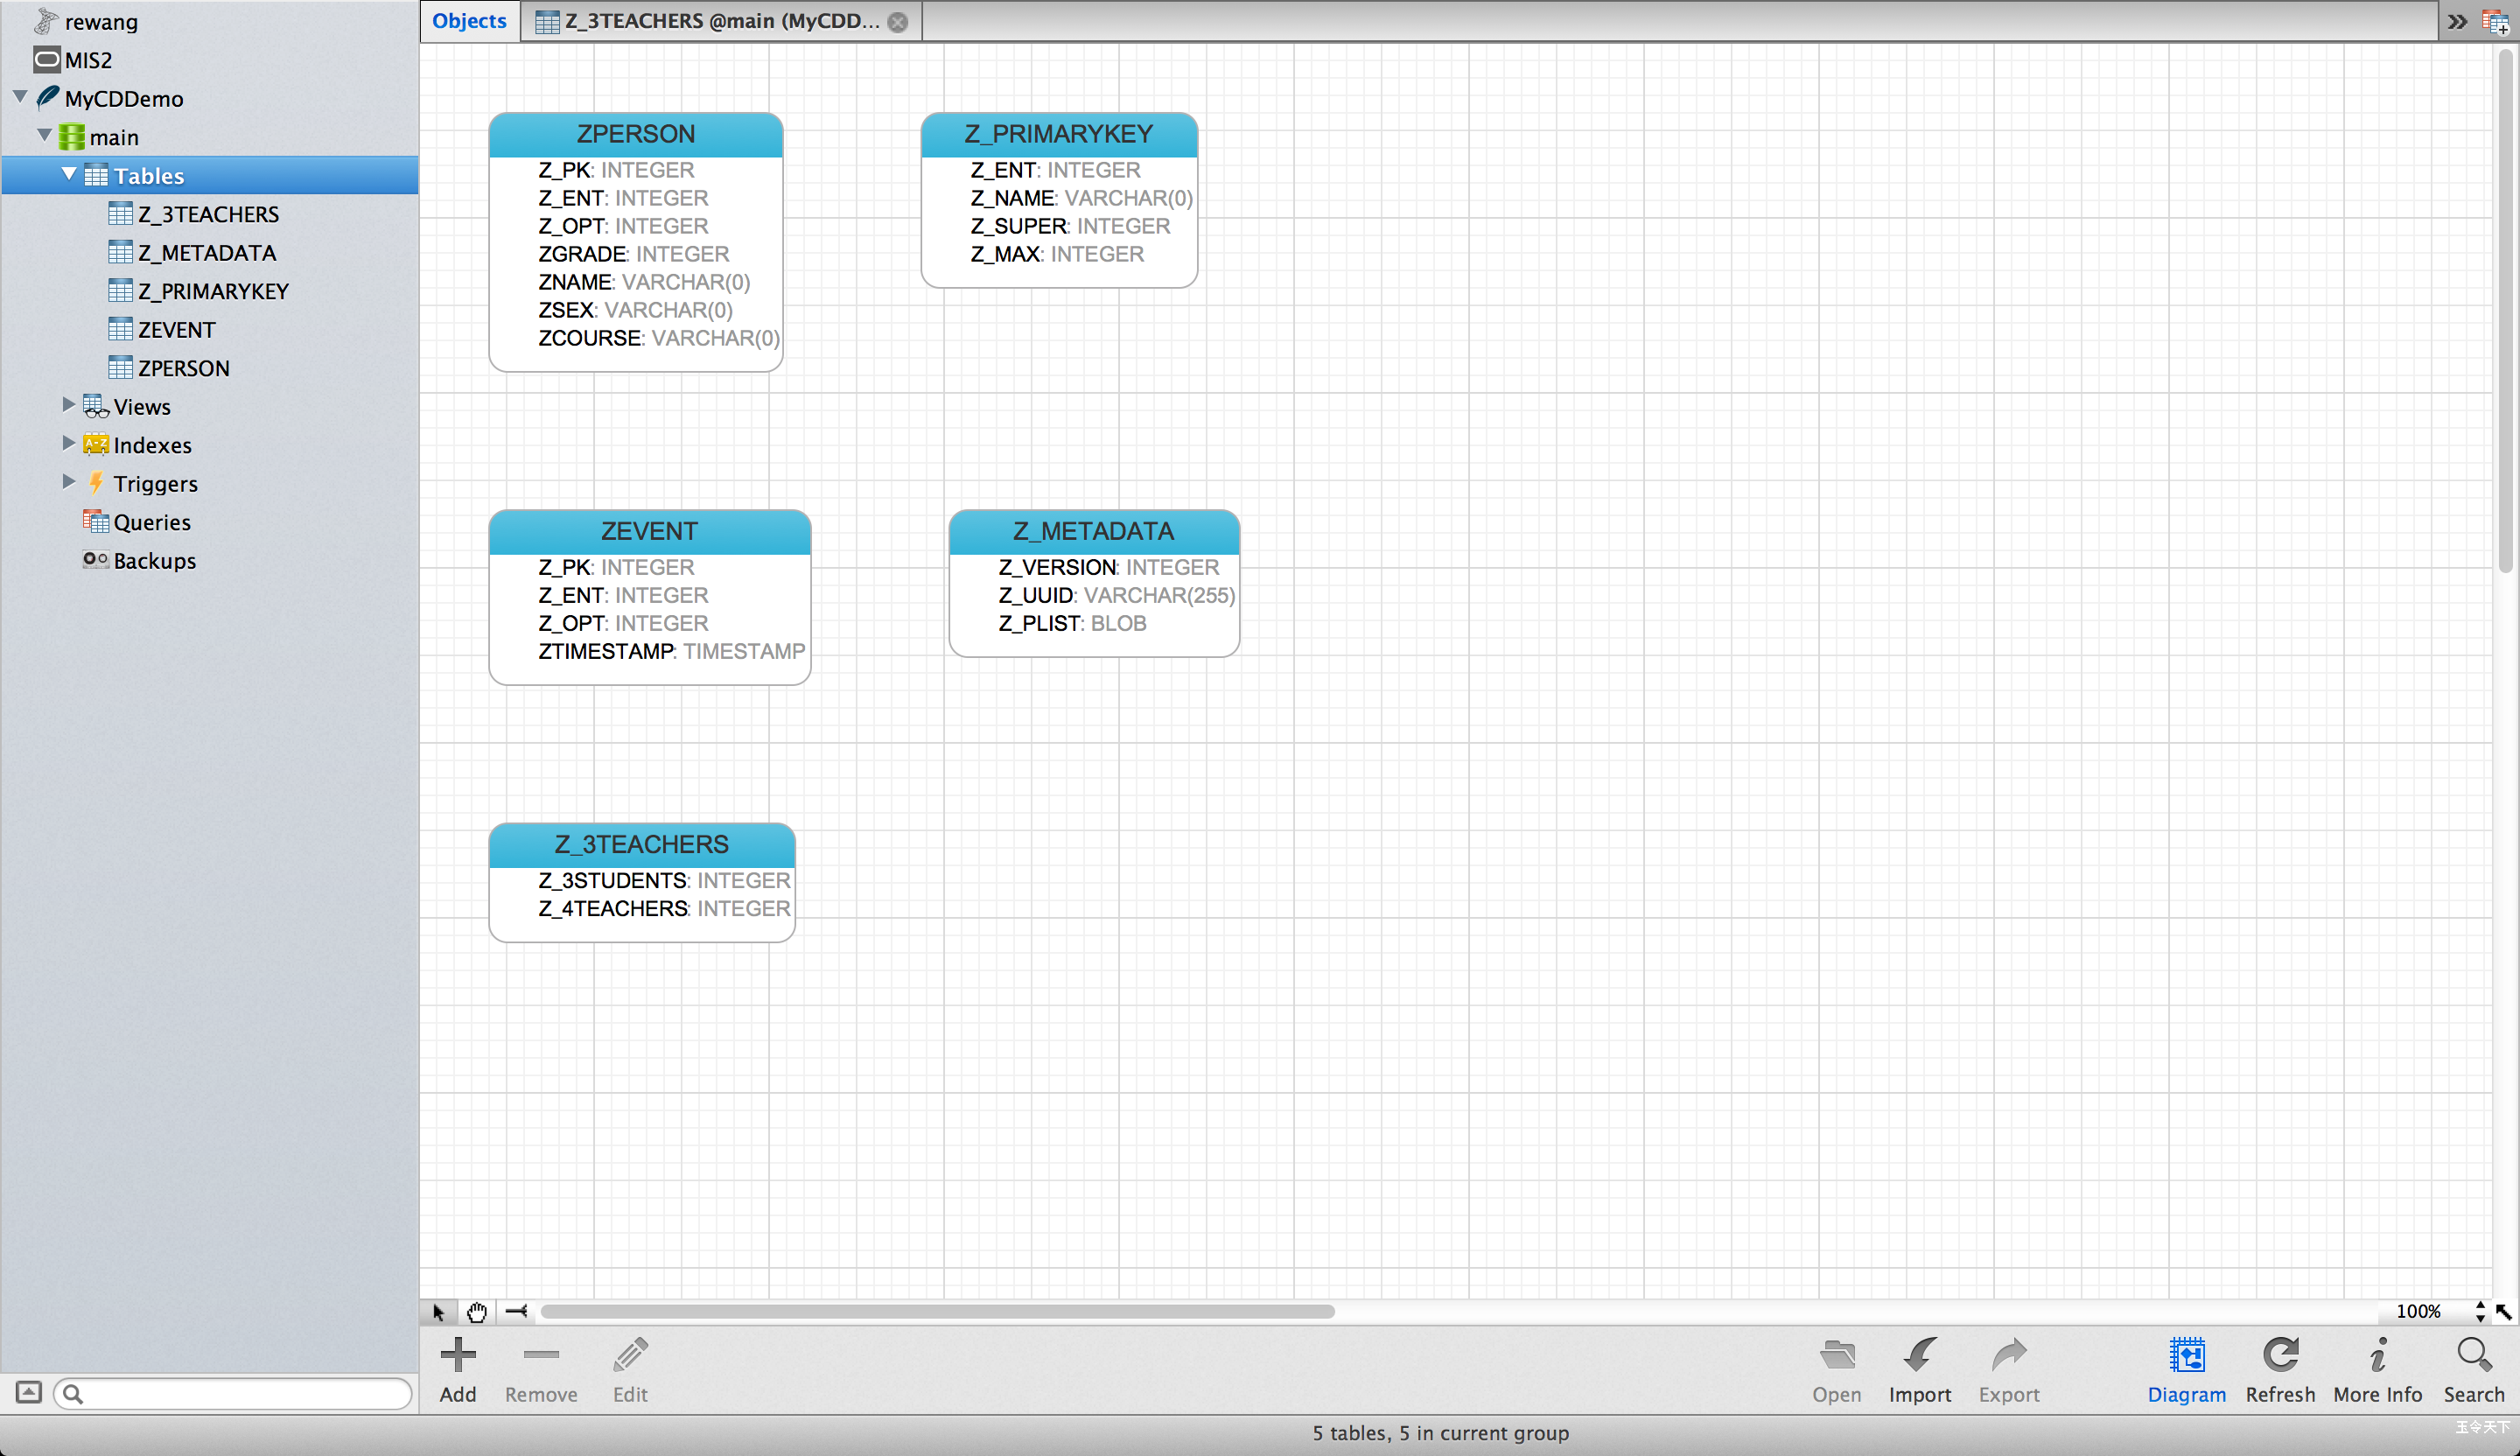 rewang
MIS2
MyCDDemo
main
Tables
Z_3TEACHERS
Z_METADATA
Z_PRIMARYKEY
ZEVENT
ZPERSON
Views
A-Z Indexes
Triggers
Queries
Backups
Objects
Z_3TEACHERS @main (MyCDD...
ZPERSON
Z_PK: INTEGER
Z_ENT: INTEGER
Z_OPT: INTEGER
ZGRADE: INTEGER
ZNAME: VARCHAR(0)
ZSEX: VARCHAR(0)
ZCOURSE: VARCHAR(0)
Z_PRIMARYKEY
Z_ENT: INTEGER
Z_NAME: VARCHAR(0)
Z_SUPER: INTEGER
Z_MAX: INTEGER
ZEVENT
Z_PK: INTEGER
Z_ENT: INTEGER
Z_OPT: INTEGER
ZTIMESTAMP: TIMESTAMP
Z_METADATA
Z_VERSION: INTEGER
Z_UUID: VARCHAR(255)
Z_PLIST: BLOB
Z_3TEACHERS
Z_3STUDENTS: INTEGER
Z_4TEACHERS: INTEGER
100%
Add
Remove
Edit
Open
Import
Export
Diagram
Refresh
More Info
Search
5 tables, 5 in current group
玉令天下